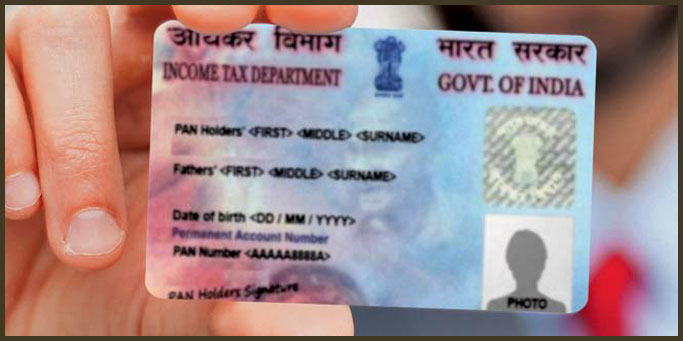 आयकर विभाग
भारत सरकार
INCOME TAX DEPARTMENT
GOVT. OF INDIA
PAN Holders' <FIRST> <MIDDLE> <SURNAME>
Fathers' <FIRST> <MIDDLE> <SURNAME>
Date of birth <DD / MM / YYYY>
Permanent Account Number
PAN Number <AAAAA8888A>
PAN Holders Signature
PHOTO